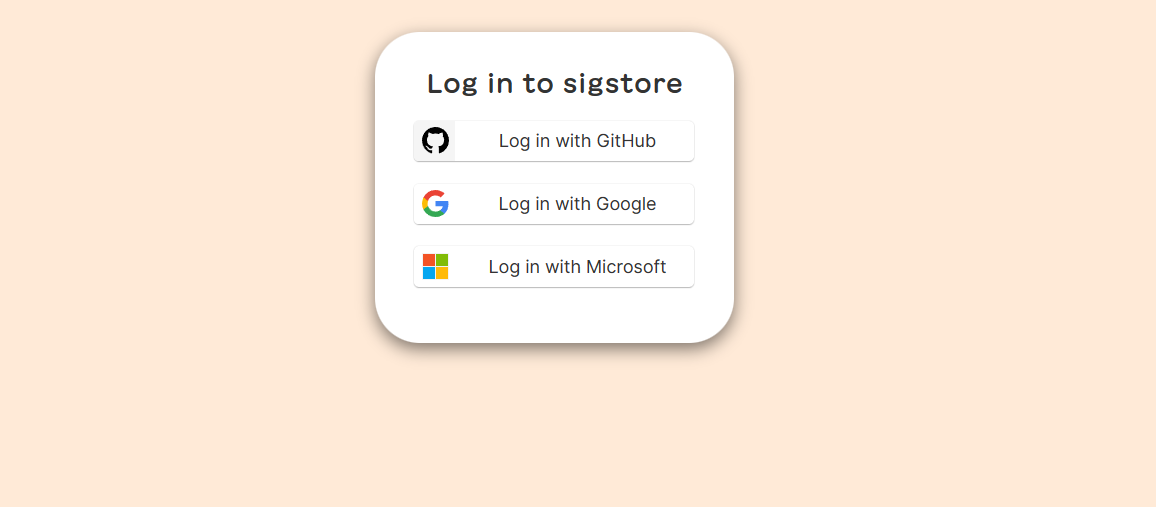 Log in to sigstore
Log in with GitHub
Log in with Google
Log in with Microsoft